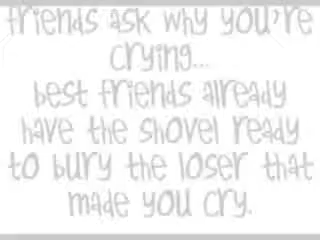 friends ask why you're
crying...
best friends already
have the shovel ready
to bury the loser that
made you cry.